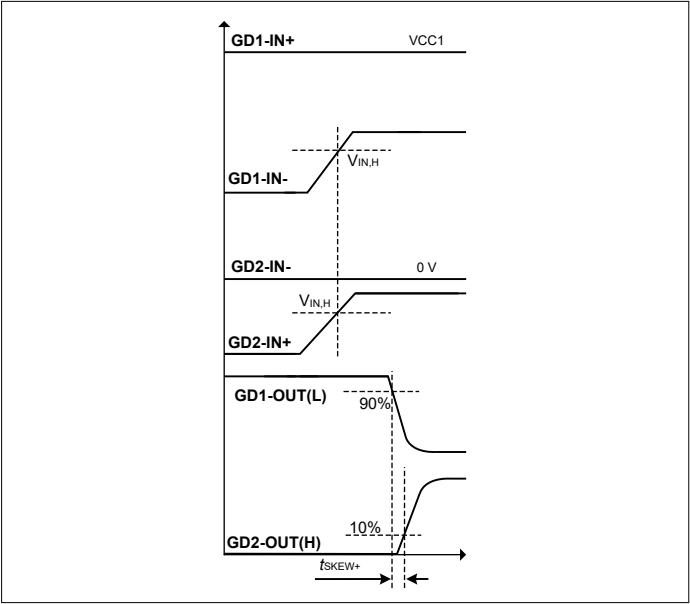 GD1-IN+ VCC1
VIN,H
GD1-IN-
GD2-IN- 0 V
VIN,H
GD2-IN+
GD1-OUT(L)
90%
10%
GD2-OUT(H)
tSKEW+